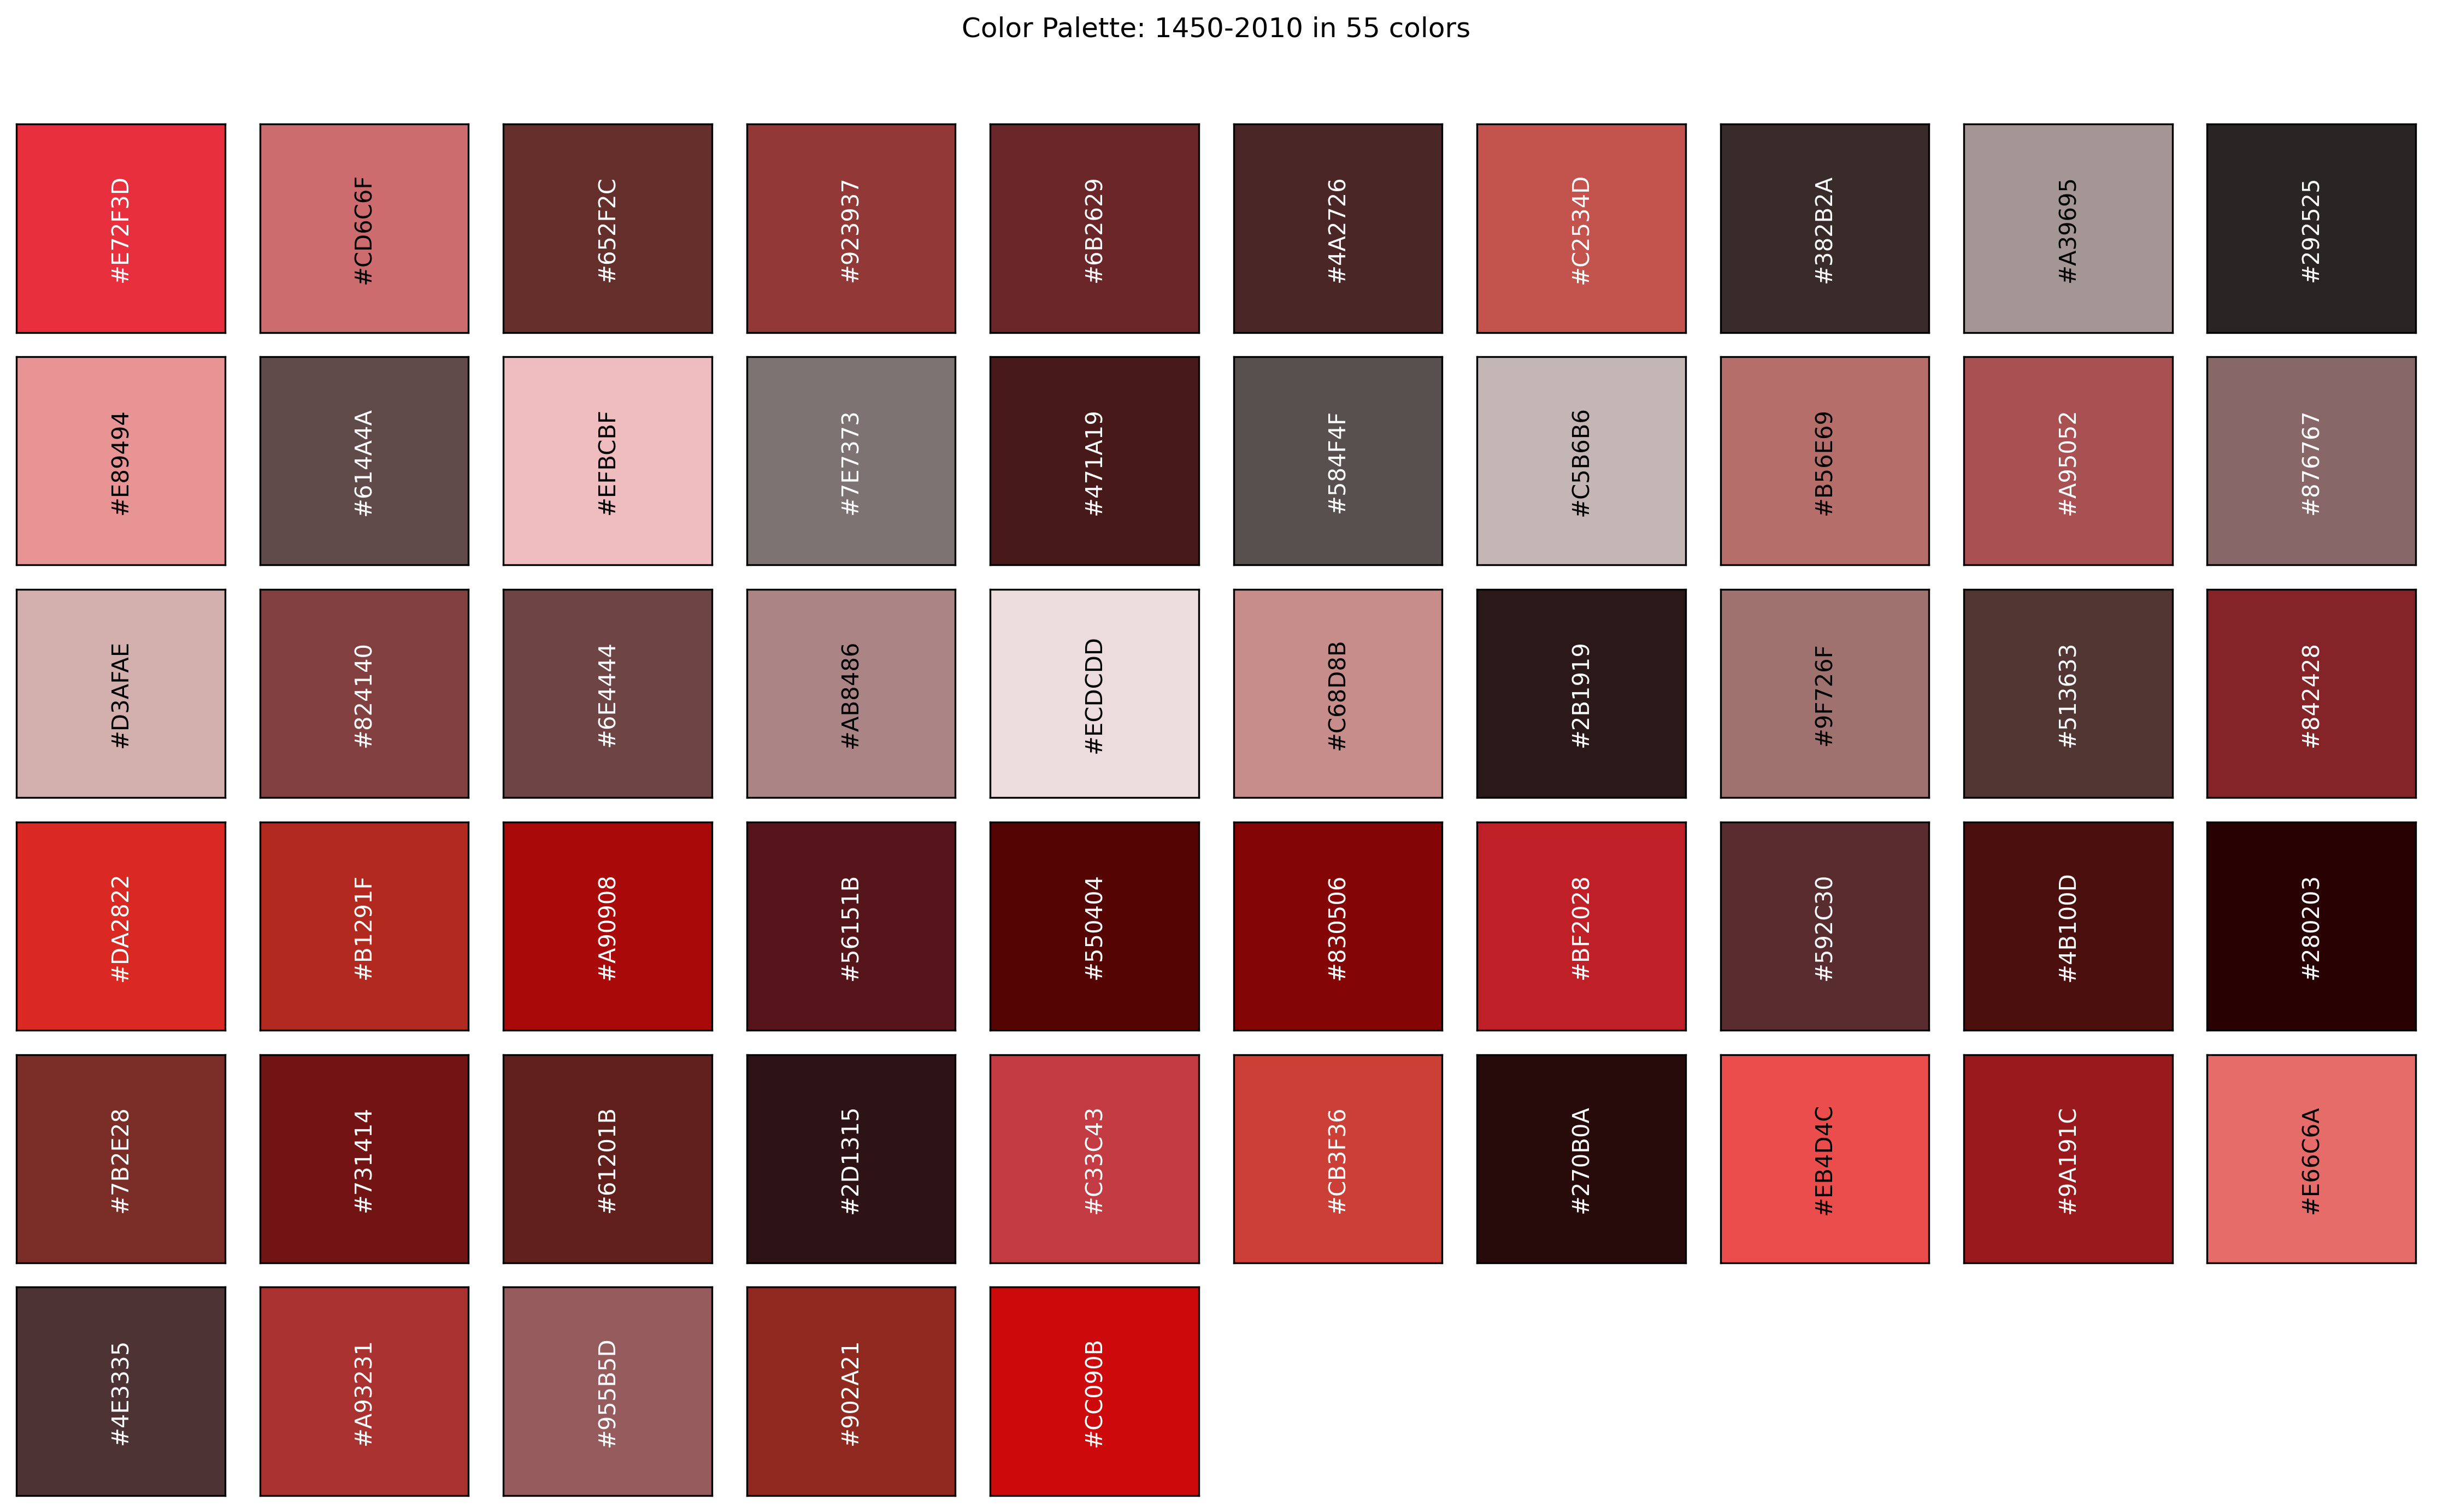 Color Palette: 1450-2010 in 55 colors
#E72F3D
#CD6C6F
#652F2C
#923937
#6B2629
#4A2726
#C2534D
#382B2A
#A39695
#292525
#E89494
#614A4A
#EFBCBF
#7E7373
#471A19
#584F4F
#C5B6B6
#B56E69
#A95052
#876767
#D3AFAE
#824140
#6E4444
#AB8486
#ECDCDD
#C68D8B
#2B1919
#9F726F
#513633
#842428
#DA2822
#B1291F
#A90908
#56151B
#550404
#830506
#BF2028
#592C30
#4B100D
#280203
#7B2E28
#731414
#61201B
#2D1315
#C33C43
#CB3F36
#270B0A
#EB4D4C
#9A191C
#E66C6A
#4E3335
#A93231
#955B5D
#902A21
#CC090B